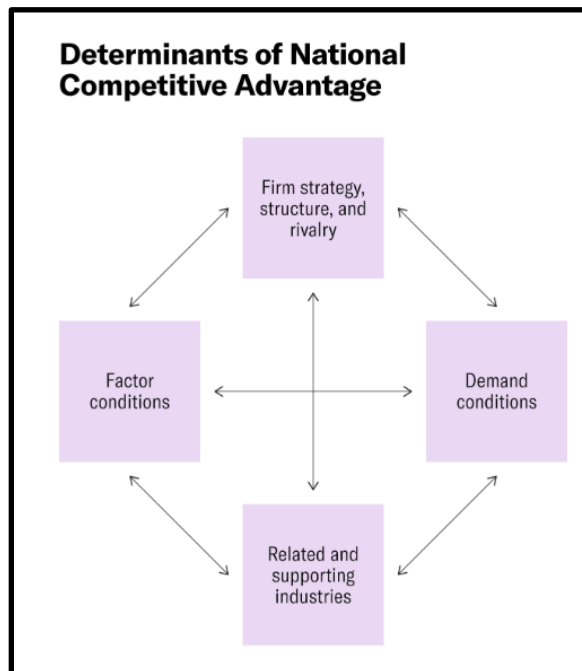 Determinants of National
Competitive Advantage
Firm strategy,
structure, and
rivalry
Factor
conditions
Demand
conditions
Related and
supporting
industries